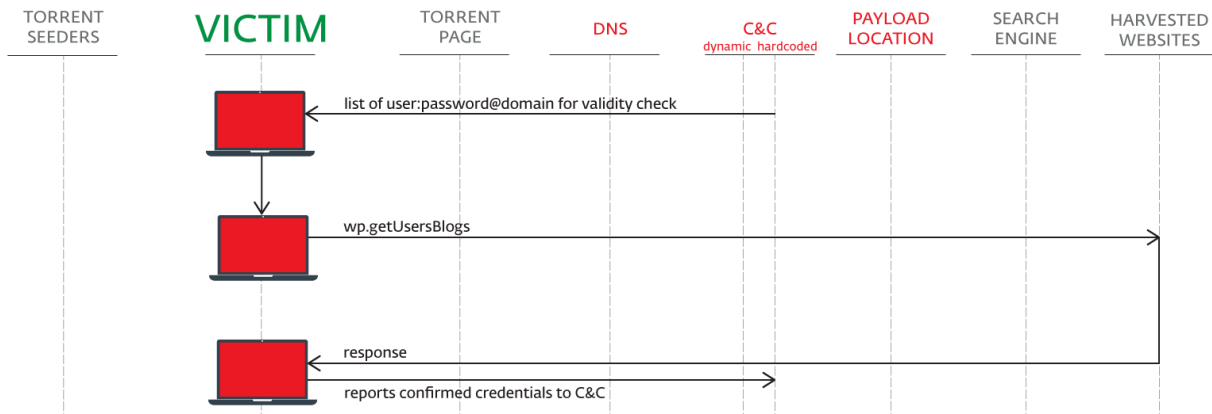 TORRENT
SEEDERS
VICTIM
TORRENT
PAGE
DNS
C&C
dynamic hardcoded
PAYLOAD
LOCATION
SEARCH
ENGINE
HARVESTED
WEBSITES
list of user:password@domain for validity check
wp.getUsersBlogs
response
reports confirmed credentials to C&C